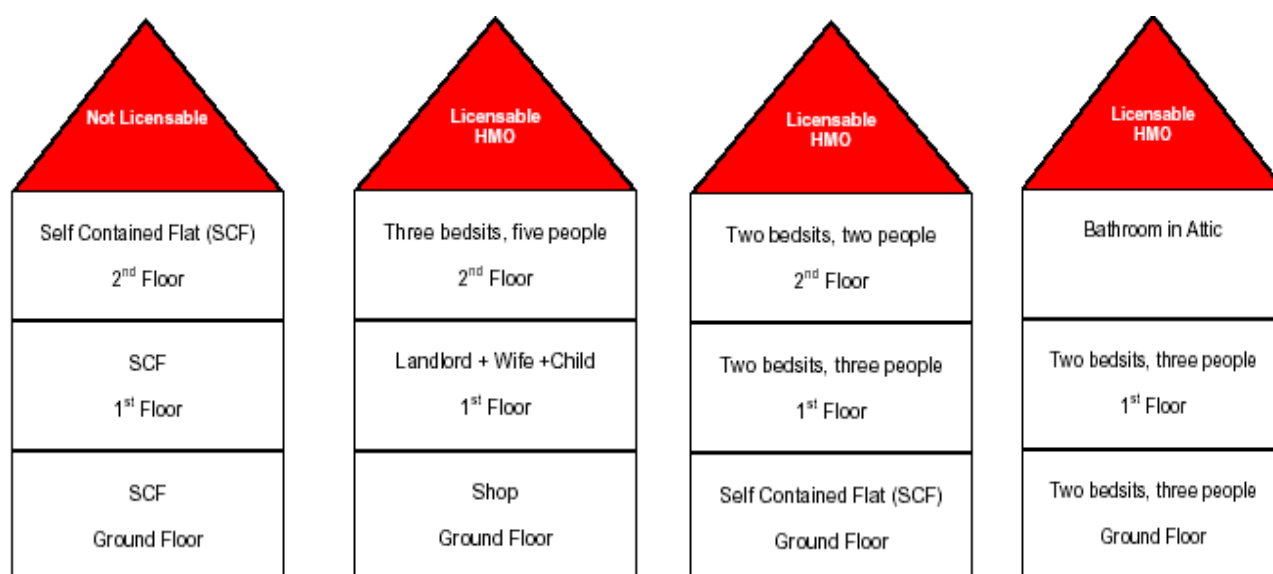 Not Licensable
Self Contained Flat (SCF)
2nd Floor
SCF
1st Floor
SCF
Ground Floor
Licensable
HMO
Three bedsits, five people
2nd Floor
Landlord + Wife +Child
1st Floor
Shop
Ground Floor
Licensable
HMO
Two bedsits, two people
2nd Floor
Two bedsits, three people
1st Floor
Self Contained Flat (SCF)
Ground Floor
Licensable
HMO
Bathroom in Attic
Two bedsits, three people
1st Floor
Two bedsits, three people
Ground Floor